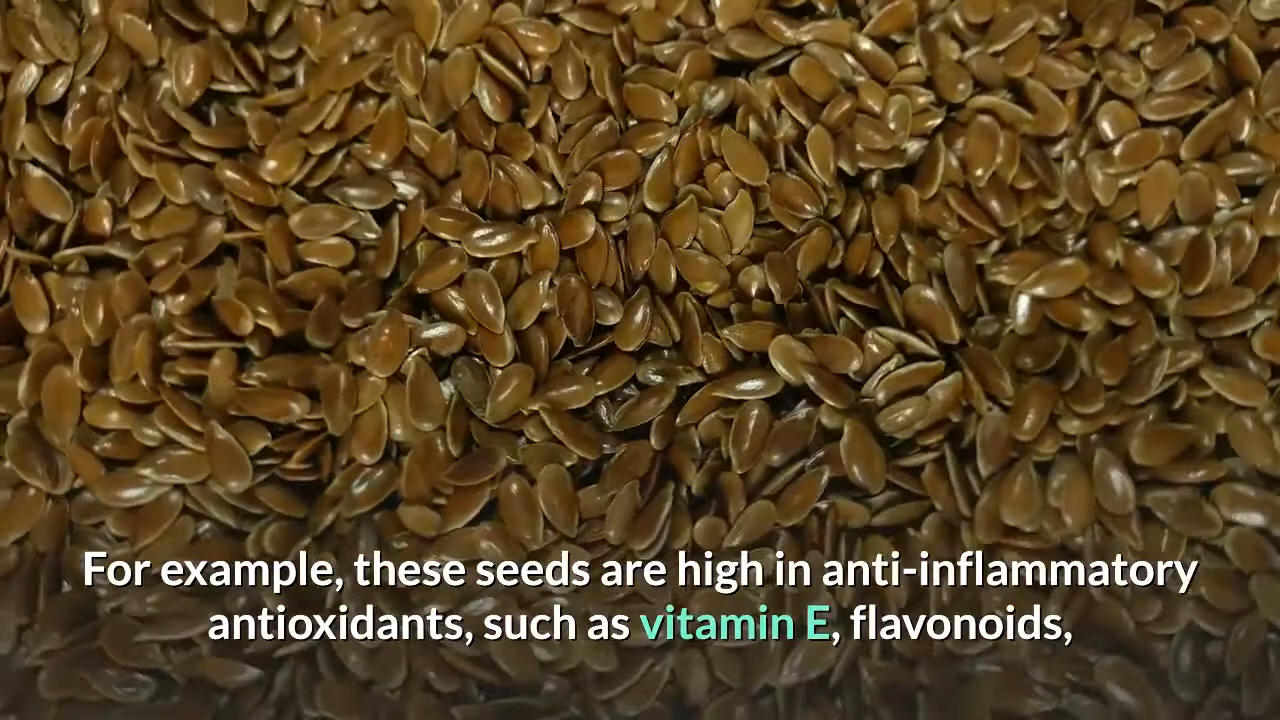 For example, these seeds are high in anti-inflammatory
antioxidants, such as vitamin E, flavonoids,